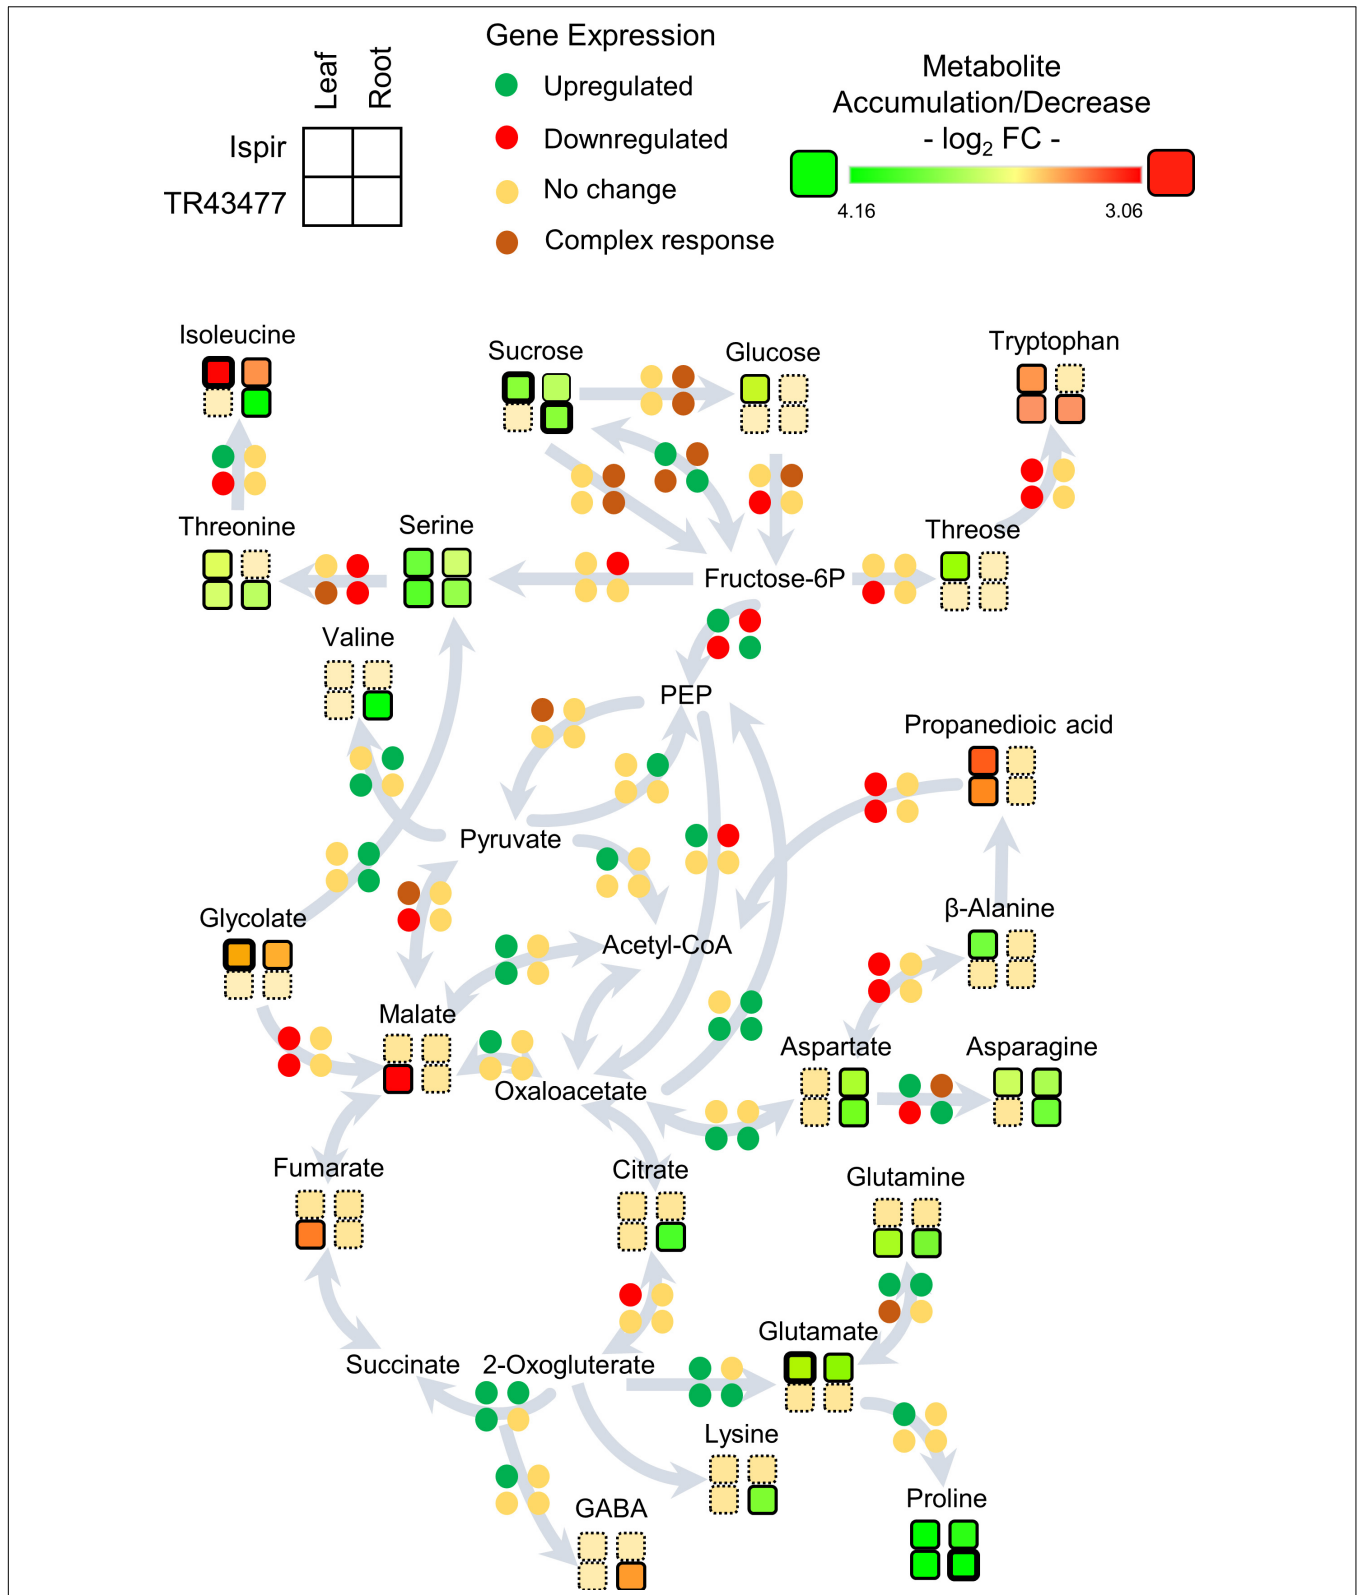 Leaf
Root
Ispir
TR43477
Gene Expression
Upregulated
Downregulated
No change
Complex response
Metabolite
Accumulation/Decrease
- log₂ FC -
4.16
3.06
Isoleucine
Sucrose
Glucose
Tryptophan
Threonine
Serine
Threose
Fructose-6P
Valine
PEP
Propanedioic acid
Pyruvate
Glycolate
β-Alanine
Acetyl-CoA
Malate
Aspartate
Asparagine
Oxaloacetate
Fumarate
Citrate
Glutamine
Glutamate
Succinate
2-Oxogluterate
Lysine
Proline
GABA